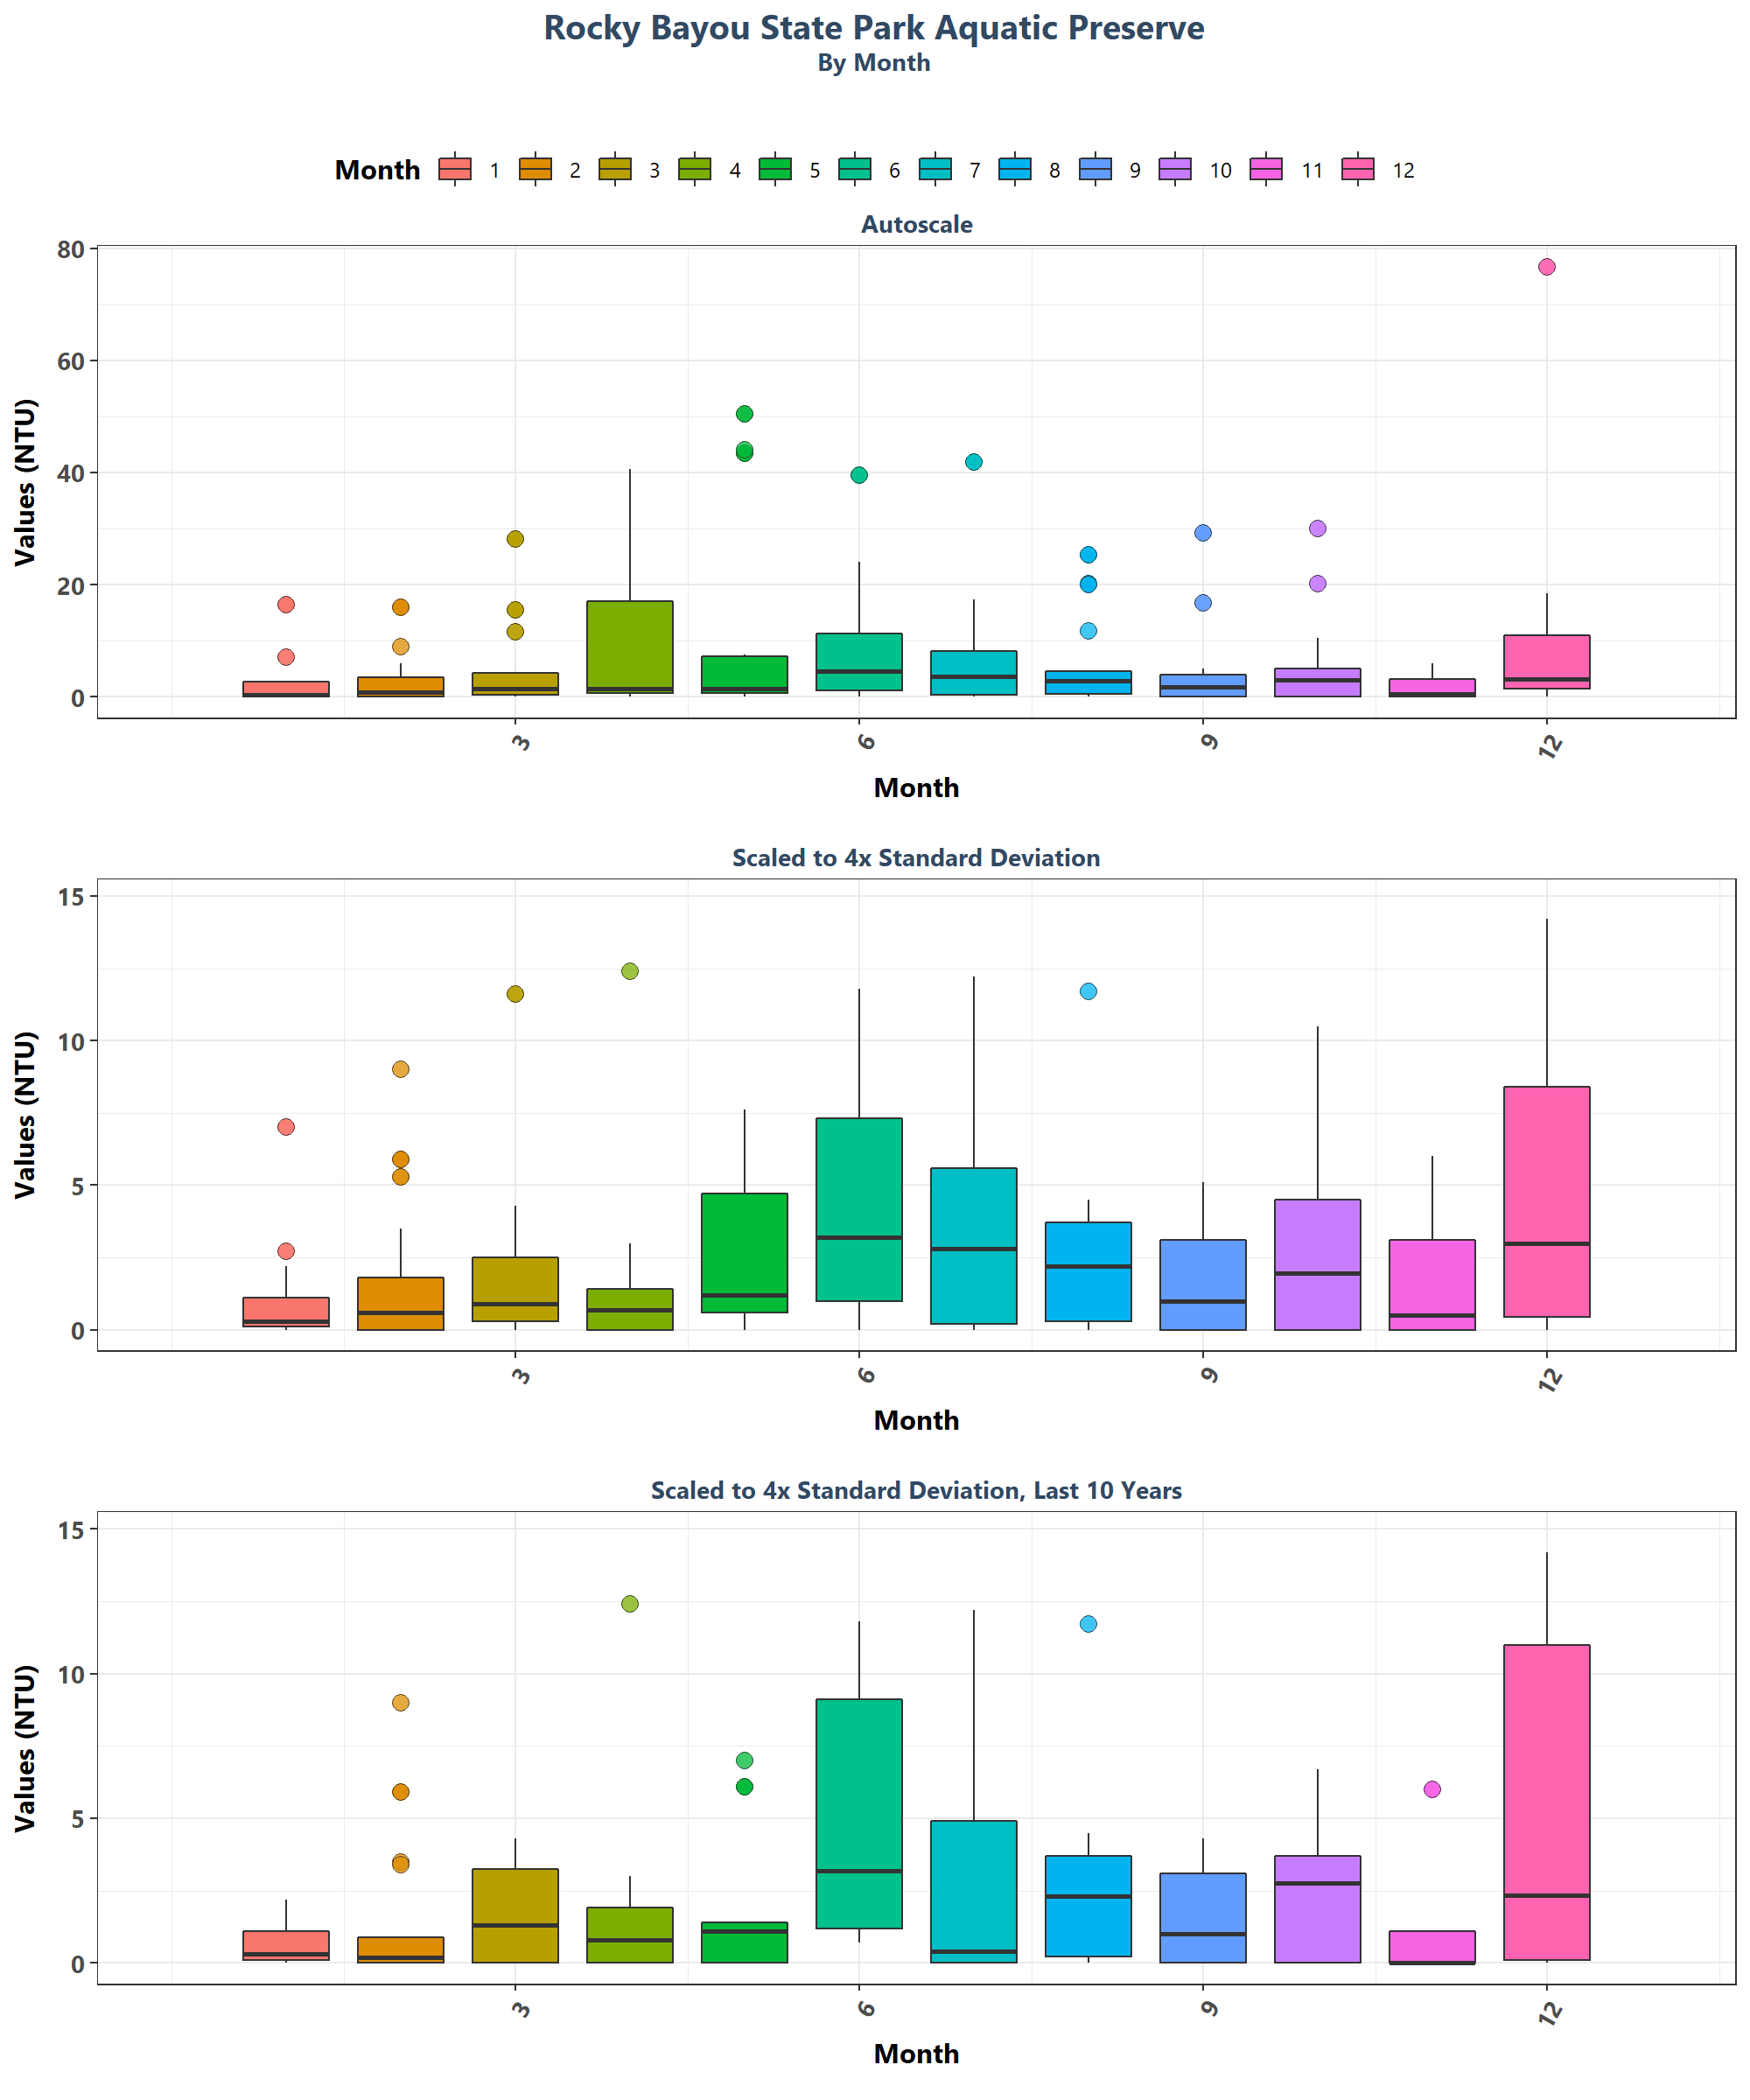 Rocky Bayou State Park Aquatic Preserve
By Month
Month 1 2 3 4 5 6 7 8 9 10 11 12
Autoscale
Values (NTU)
80
60
40
20
0
3 6 9 12
Month
Scaled to 4x Standard Deviation
Values (NTU)
15
10
5
0
3 6 9 12
Month
Scaled to 4x Standard Deviation, Last 10 Years
Values (NTU)
15
10
5
0
3 6 9 12
Month